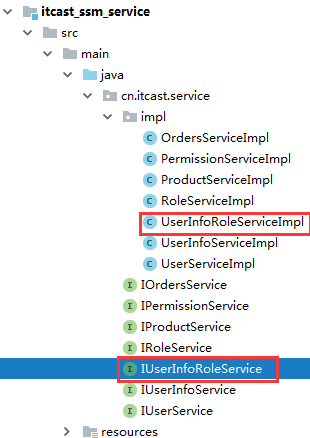 itcast_ssm_service
src
main
java
cn.itcast.service
impl
OrdersServiceImpl
PermissionServiceImpl
ProductServiceImpl
RoleServiceImpl
UserInfoRoleServiceImpl
UserInfoServiceImpl
UserServiceImpl
IOrdersService
IPermissionService
IProductService
IRoleService
IUserInfoRoleService
IUserInfoService
IUserService
resources